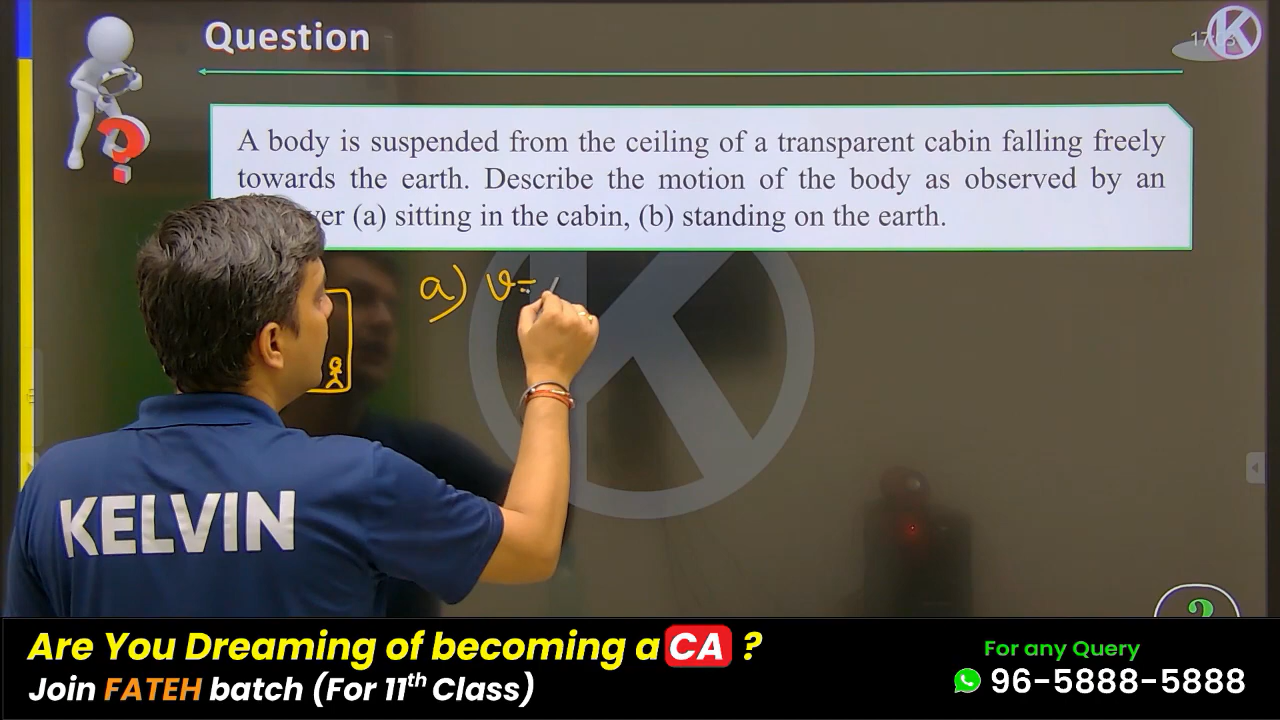 Question
A body is suspended from the ceiling of a transparent cabin falling freely
towards the earth. Describe the motion of the body as observed by an
(a) sitting in the cabin, (b) standing on the earth.
a) v=
KELVIN
Are You Dreaming of becoming a CA ?
Join FATEH batch (For 11th Class)
For any Query
96-5888-5888